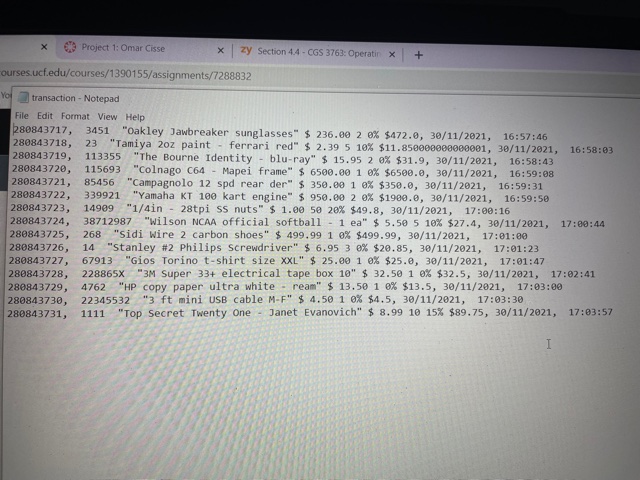 Project 1: Omar Cisse
zy Section 4.4 - CGS 3763: Operatin
ourses.ucf.edu/courses/1390155/assignments/7288832
You
transaction - Notepad
File Edit Format View Help
280843717, 3451 "Oakley Jawbreaker sunglasses" $ 236.00 2 0% $472.0, 30/11/2021, 16:57:46
280843718, 23 "Tamiya 2oz paint - ferrari red" $ 2.39 5 10% $11.850000000000001, 30/11/2021, 16:58:03
280843719, 113355 "The Bourne Identity - blu-ray" $ 15.95 2 0% $31.9, 30/11/2021, 16:58:43
280843720, 115693 "Colnago C64 - Mapei frame" $ 6500.00 1 0% $6500.0, 30/11/2021, 16:59:08
280843721, 85456 "Campagnolo 12 spd rear der" $ 350.00 1 0% $350.0, 30/11/2021, 16:59:31
280843722, 339921 "Yamaha KT 100 kart engine" $ 950.00 2 0% $1900.0, 30/11/2021, 16:59:50
280843723, 14909 "1/4in - 28tpi SS nuts" $ 1.00 50 20% $49.8, 30/11/2021, 17:00:16
280843724, 38712987 "Wilson NCAA official softball - 1 ea" $ 5.50 5 10% $27.4, 30/11/2021, 17:00:44
280843725, 268 "Sidi Wire 2 carbon shoes" $ 499.99 1 0% $499.99, 30/11/2021, 17:01:00
280843726, 14 "Stanley #2 Philips Screwdriver" $ 6.95 3 0% $20.85, 30/11/2021, 17:01:23
280843727, 67913 "Gios Torino t-shirt size XXL" $ 25.00 1 0% $25.0, 30/11/2021, 17:01:47
280843728, 228865X "3M Super 33+ electrical tape box 10" $ 32.50 1 0% $32.5, 30/11/2021, 17:02:41
280843729, 4762 "HP copy paper ultra white - ream" $ 13.50 1 0% $13.5, 30/11/2021, 17:03:00
280843730, 22345532 "3 ft mini USB cable M-F" $ 4.50 1 0% $4.5, 30/11/2021, 17:03:30
280843731, 1111 "Top Secret Twenty One - Janet Evanovich" $ 8.99 10 15% $89.75, 30/11/2021, 17:03:57